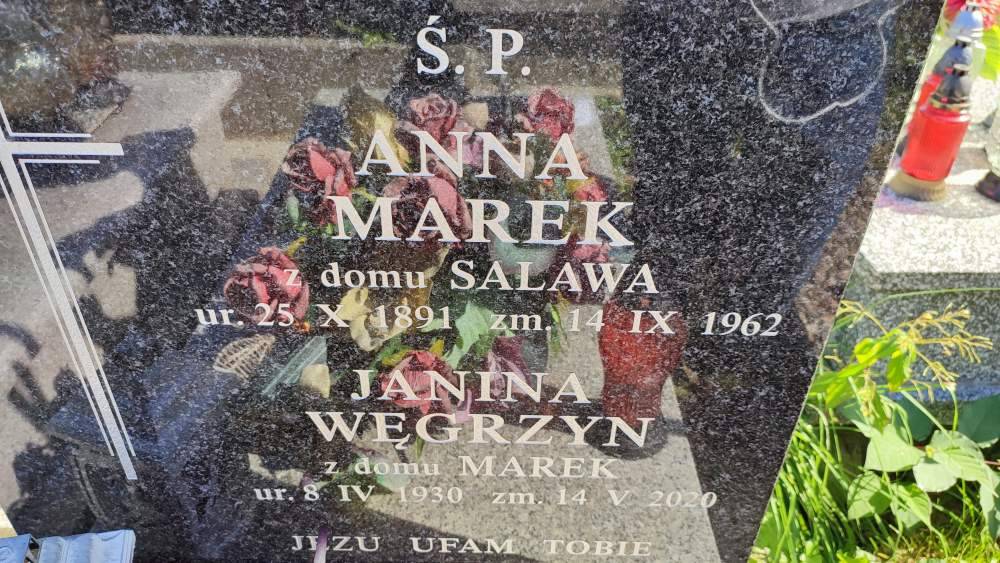 Ś. P.
ANNA
MAREK
z domu SALAWA
ur. 25 X 1891 zm. 14 IX 1962
JANINA
WĘGRZYN
z domu MAREK
ur. 8 IV 1930 zm. 14 V 2020
JEZU UFAM TOBIE